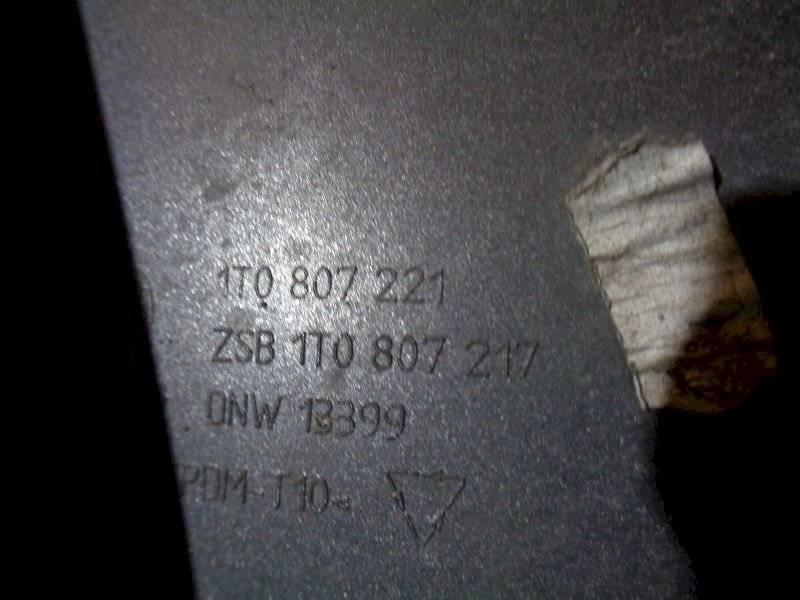 1T0 807 221
ZSB 1T0 807 217
DNW 13399
PDM-T10<